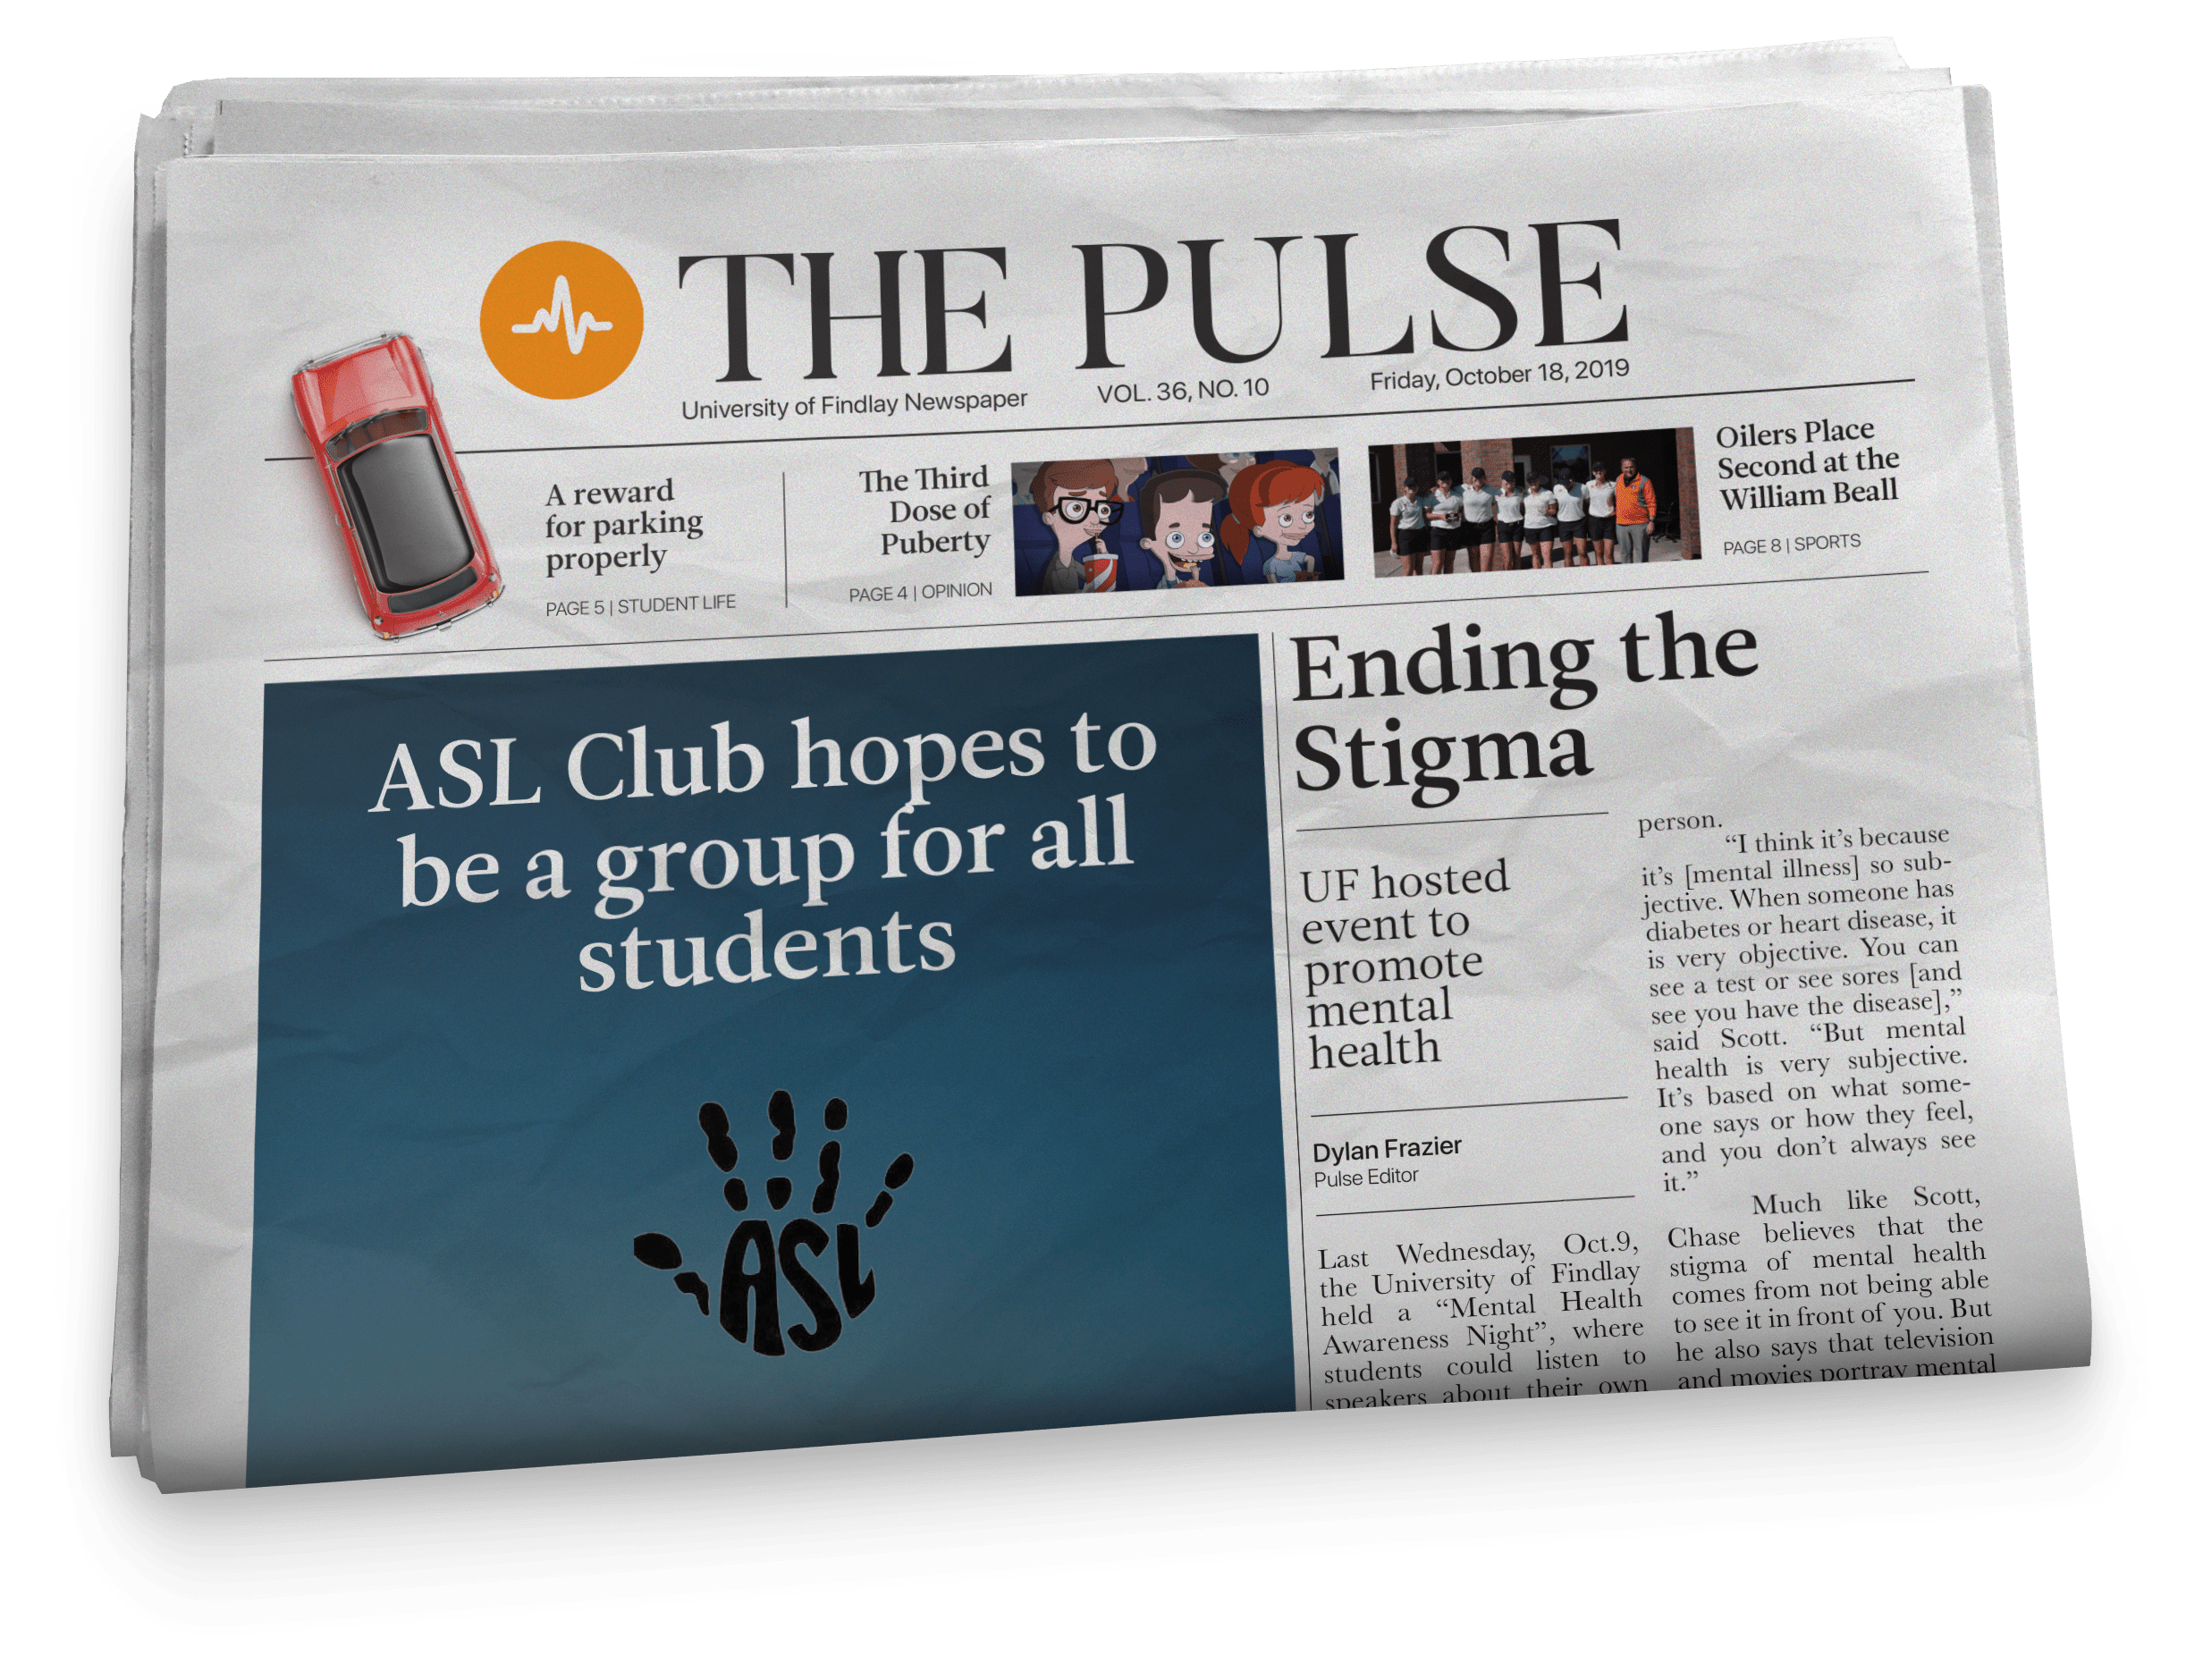 THE PULSE
University of Findlay Newspaper
VOL. 36, NO. 10
Friday, October 18, 2019
A reward
for parking
properly
PAGE 5 | STUDENT LIFE
The Third
Dose of
Puberty
PAGE 4 | OPINION
Oilers Place
Second at the
William Beall
PAGE 8 | SPORTS
ASL Club hopes to
be a group for all
students
ASL
Ending the
Stigma
UF hosted
event to
promote
mental
health
Dylan Frazier
Pulse Editor
Last Wednesday, Oct.9,
the University of Findlay
held a “Mental Health
Awareness Night”, where
students could listen to
speakers about their own
person.
“I think it’s because
it’s [mental illness] so sub-
jective. When someone has
diabetes or heart disease, it
is very objective. You can
see a test or see sores [and
see you have the disease],”
said Scott. “But mental
health is very subjective.
It’s based on what some-
one says or how they feel,
and you don’t always see
it.”
Much like Scott,
Chase believes that the
stigma of mental health
comes from not being able
to see it in front of you. But
he also says that television
and movies portray mental